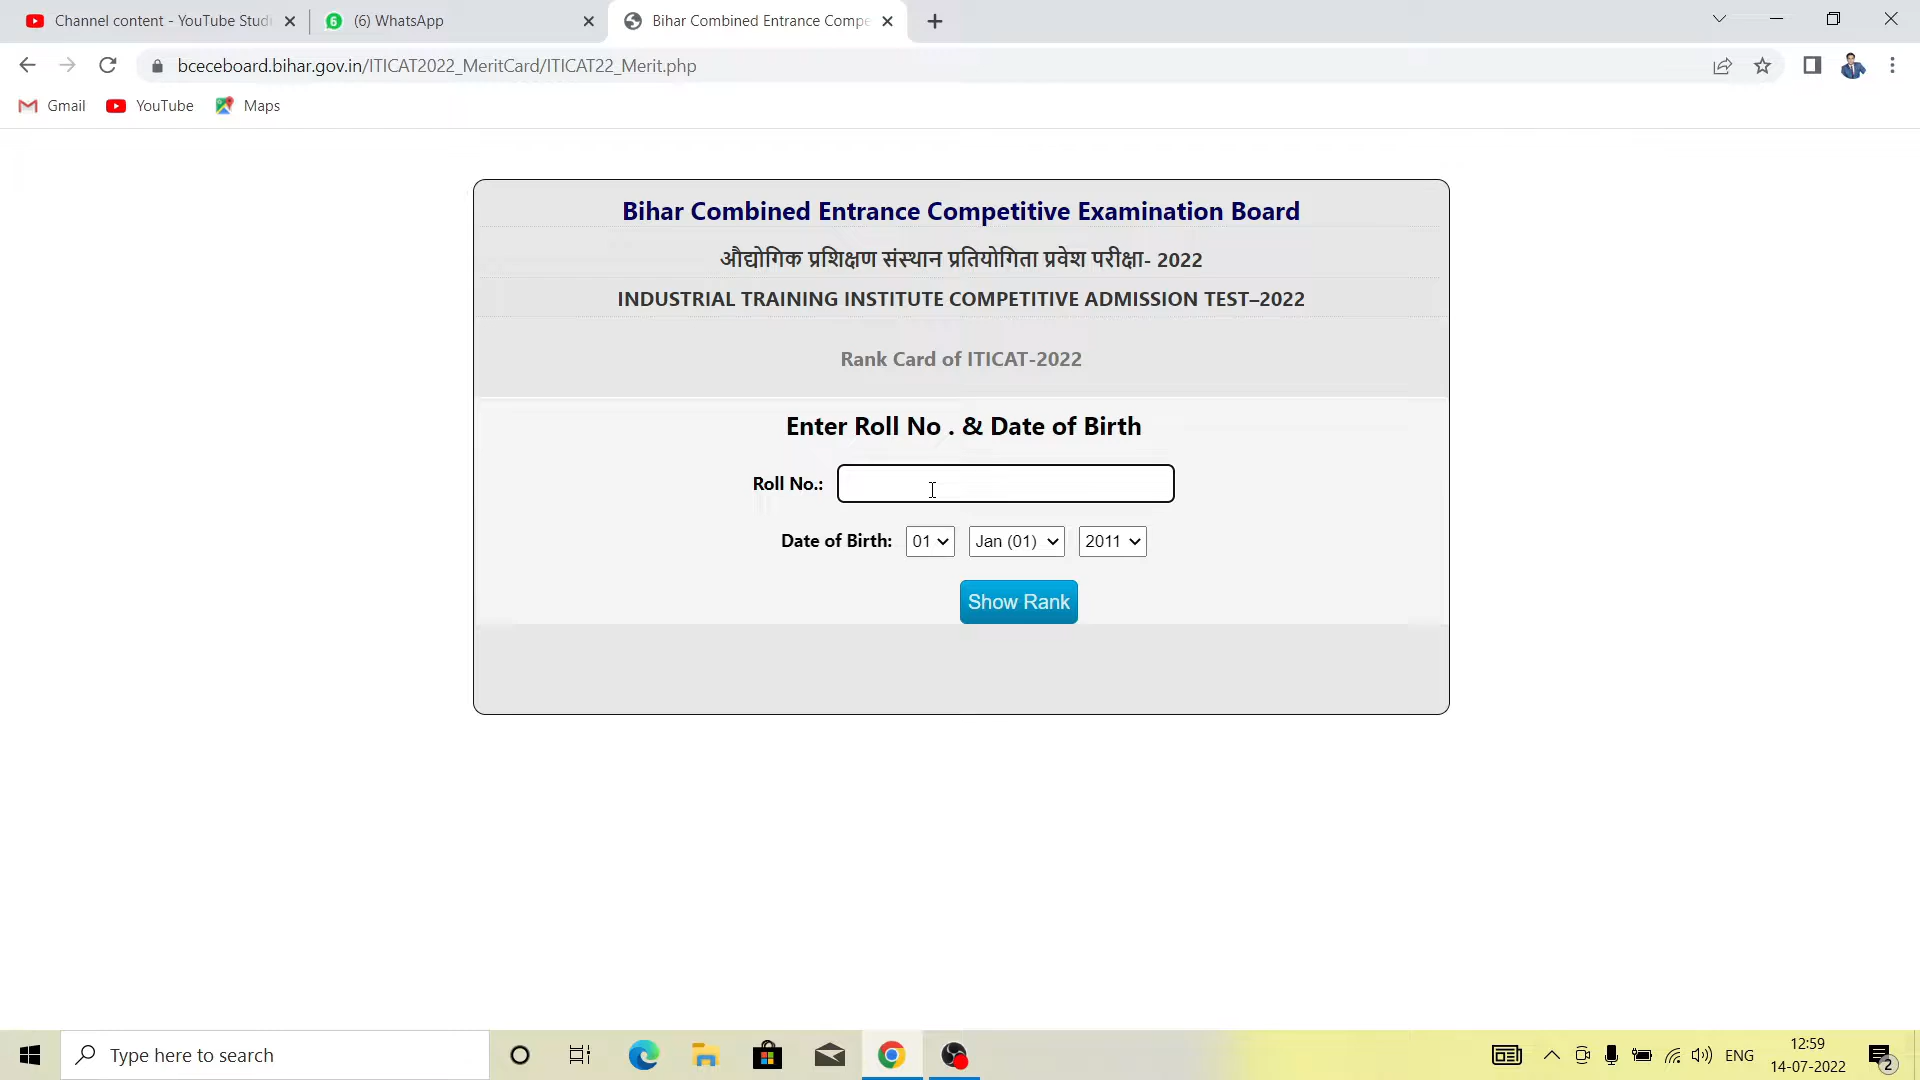 Channel content - YouTube Studi
6
(6) WhatsApp
Bihar Combined Entrance Compe
bceceboard.bihar.gov.in/ITICAT2022_MeritCard/ITICAT22_Merit.php
Gmail
YouTube
Maps
Bihar Combined Entrance Competitive Examination Board
औद्योगिक प्रशिक्षण संस्थान प्रतियोगिता प्रवेश परीक्षा- 2022
INDUSTRIAL TRAINING INSTITUTE COMPETITIVE ADMISSION TEST–2022
Rank Card of ITICAT-2022
Enter Roll No . & Date of Birth
Roll No.:
Date of Birth: 01 Jan (01) 2011
Show Rank
Type here to search
ENG
12:59
14-07-2022
2